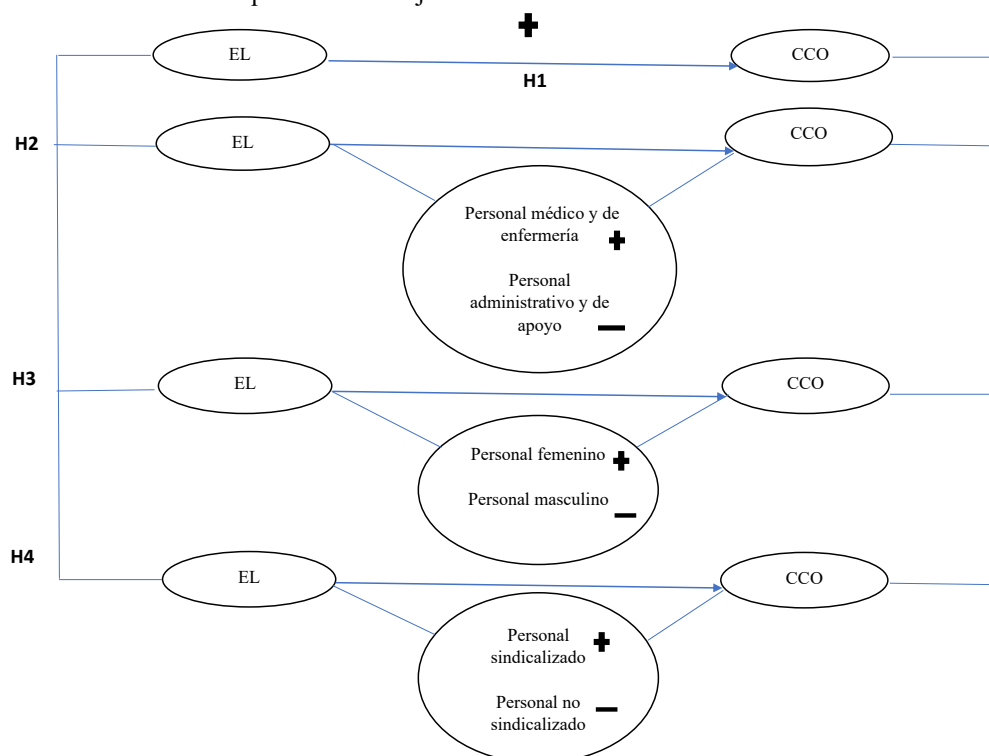 EL
CCO
H1
H2
EL
CCO
Personal médico y de
enfermería
Personal
administrativo y de
apoyo
H3
EL
CCO
Personal femenino
Personal masculino
H4
EL
CCO
Personal
sindicalizado
Personal no
sindicalizado